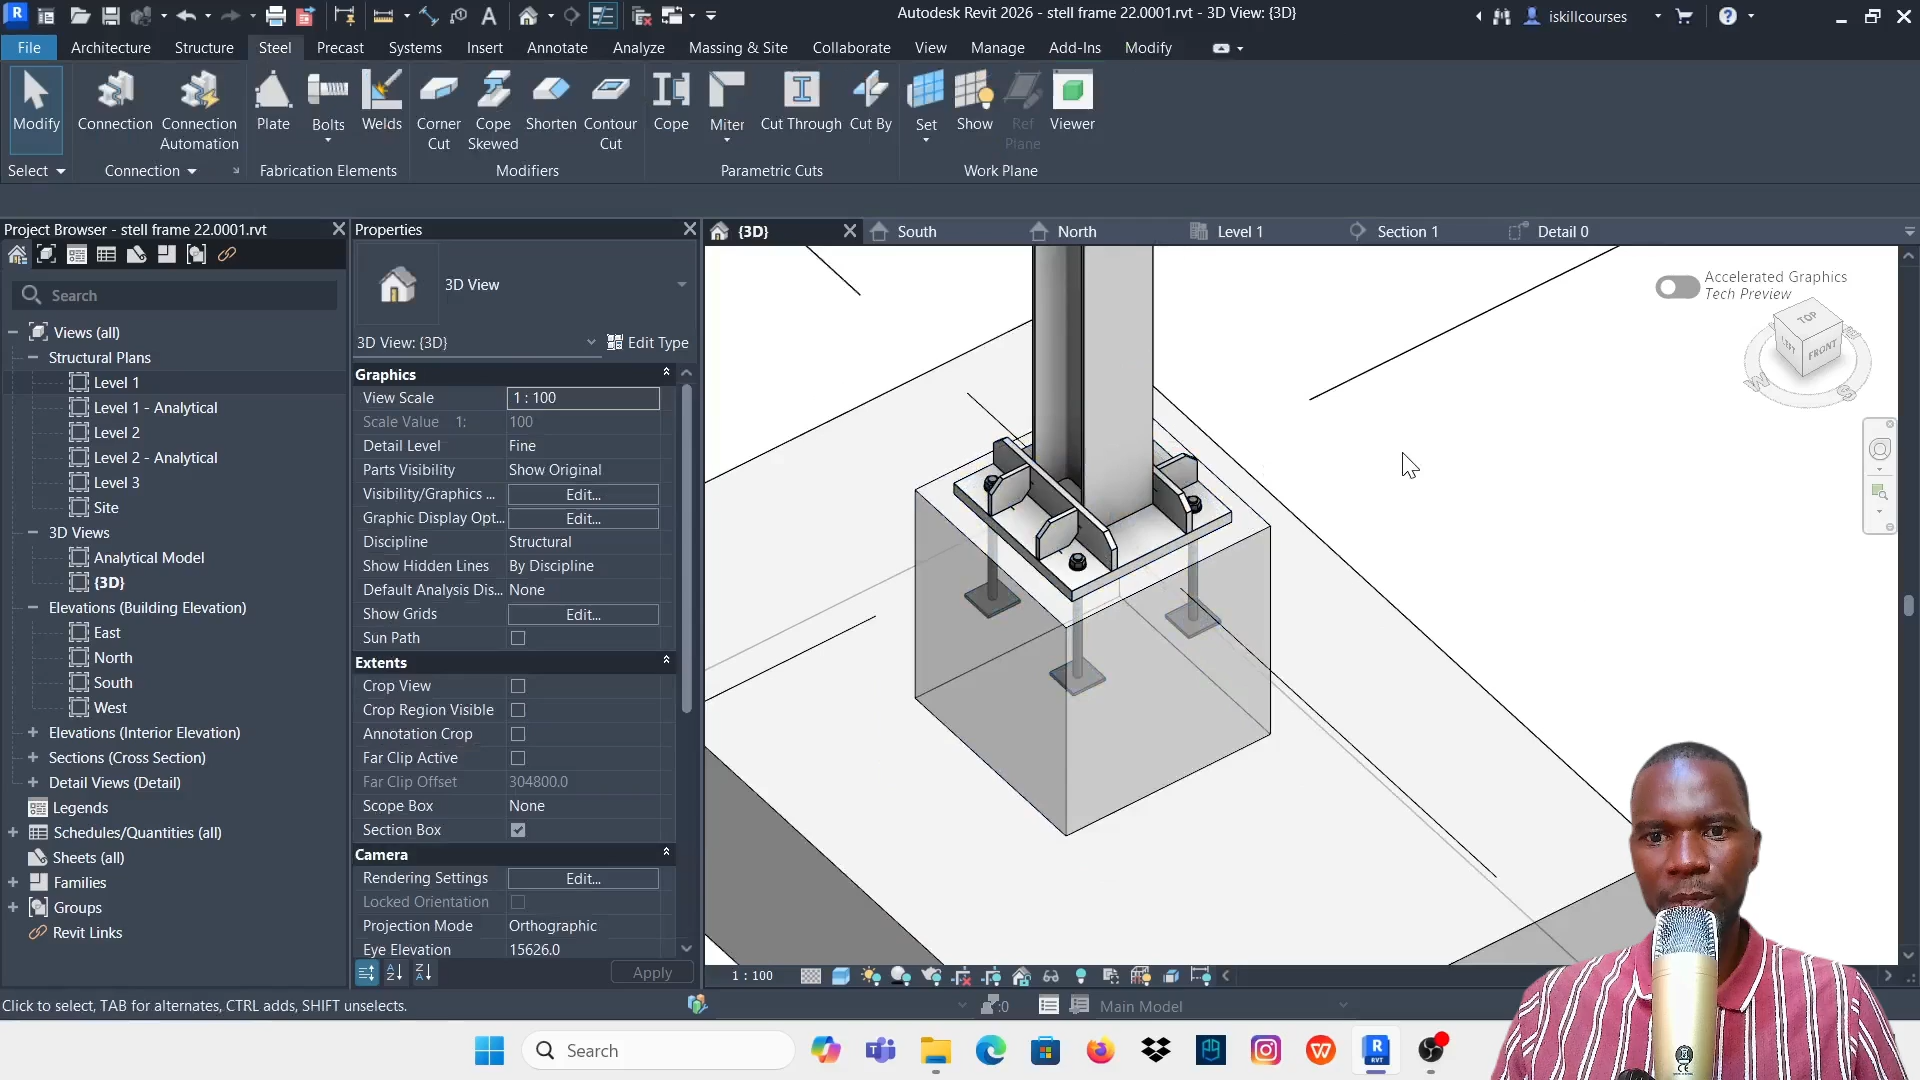 Autodesk Revit 2026 - stell frame 22.0001.rvt - 3D View: {3D}
iskillcourses
File Architecture Structure Steel Precast Systems Insert Annotate Analyze Massing & Site Collaborate View Manage Add-Ins Modify
Modify Connection Connection Automation Plate Bolts Welds Corner Cut Cope Skewed Shorten Contour Cut Cope Miter Cut Through Cut By Set Show Ref Plane Viewer
Select Connection Fabrication Elements Modifiers Parametric Cuts Work Plane
Project Browser - stell frame 22.0001.rvt
Search
Views (all)
Structural Plans
Level 1
Level 1 - Analytical
Level 2
Level 2 - Analytical
Level 3
Site
3D Views
Analytical Model
{3D}
Elevations (Building Elevation)
East
North
South
West
Elevations (Interior Elevation)
Sections (Cross Section)
Detail Views (Detail)
Legends
Schedules/Quantities (all)
Sheets (all)
Families
Groups
Revit Links
Properties
3D View
3D View: {3D} Edit Type
Graphics
View Scale 1 : 100
Scale Value 1: 100
Detail Level Fine
Parts Visibility Show Original
Visibility/Graphics ... Edit...
Graphic Display Opt... Edit...
Discipline Structural
Show Hidden Lines By Discipline
Default Analysis Dis... None
Show Grids Edit...
Sun Path
Extents
Crop View
Crop Region Visible
Annotation Crop
Far Clip Active
Far Clip Offset 304800.0
Scope Box None
Section Box
Camera
Rendering Settings Edit...
Locked Orientation
Projection Mode Orthographic
Eye Elevation 15626.0
Apply
{3D} South North Level 1 Section 1 Detail 0
Accelerated Graphics
Tech Preview
TOP
LEFT FRONT
W S E
1 : 100
Click to select, TAB for alternates, CTRL adds, SHIFT unselects.
:0
Main Model
Search
RVT